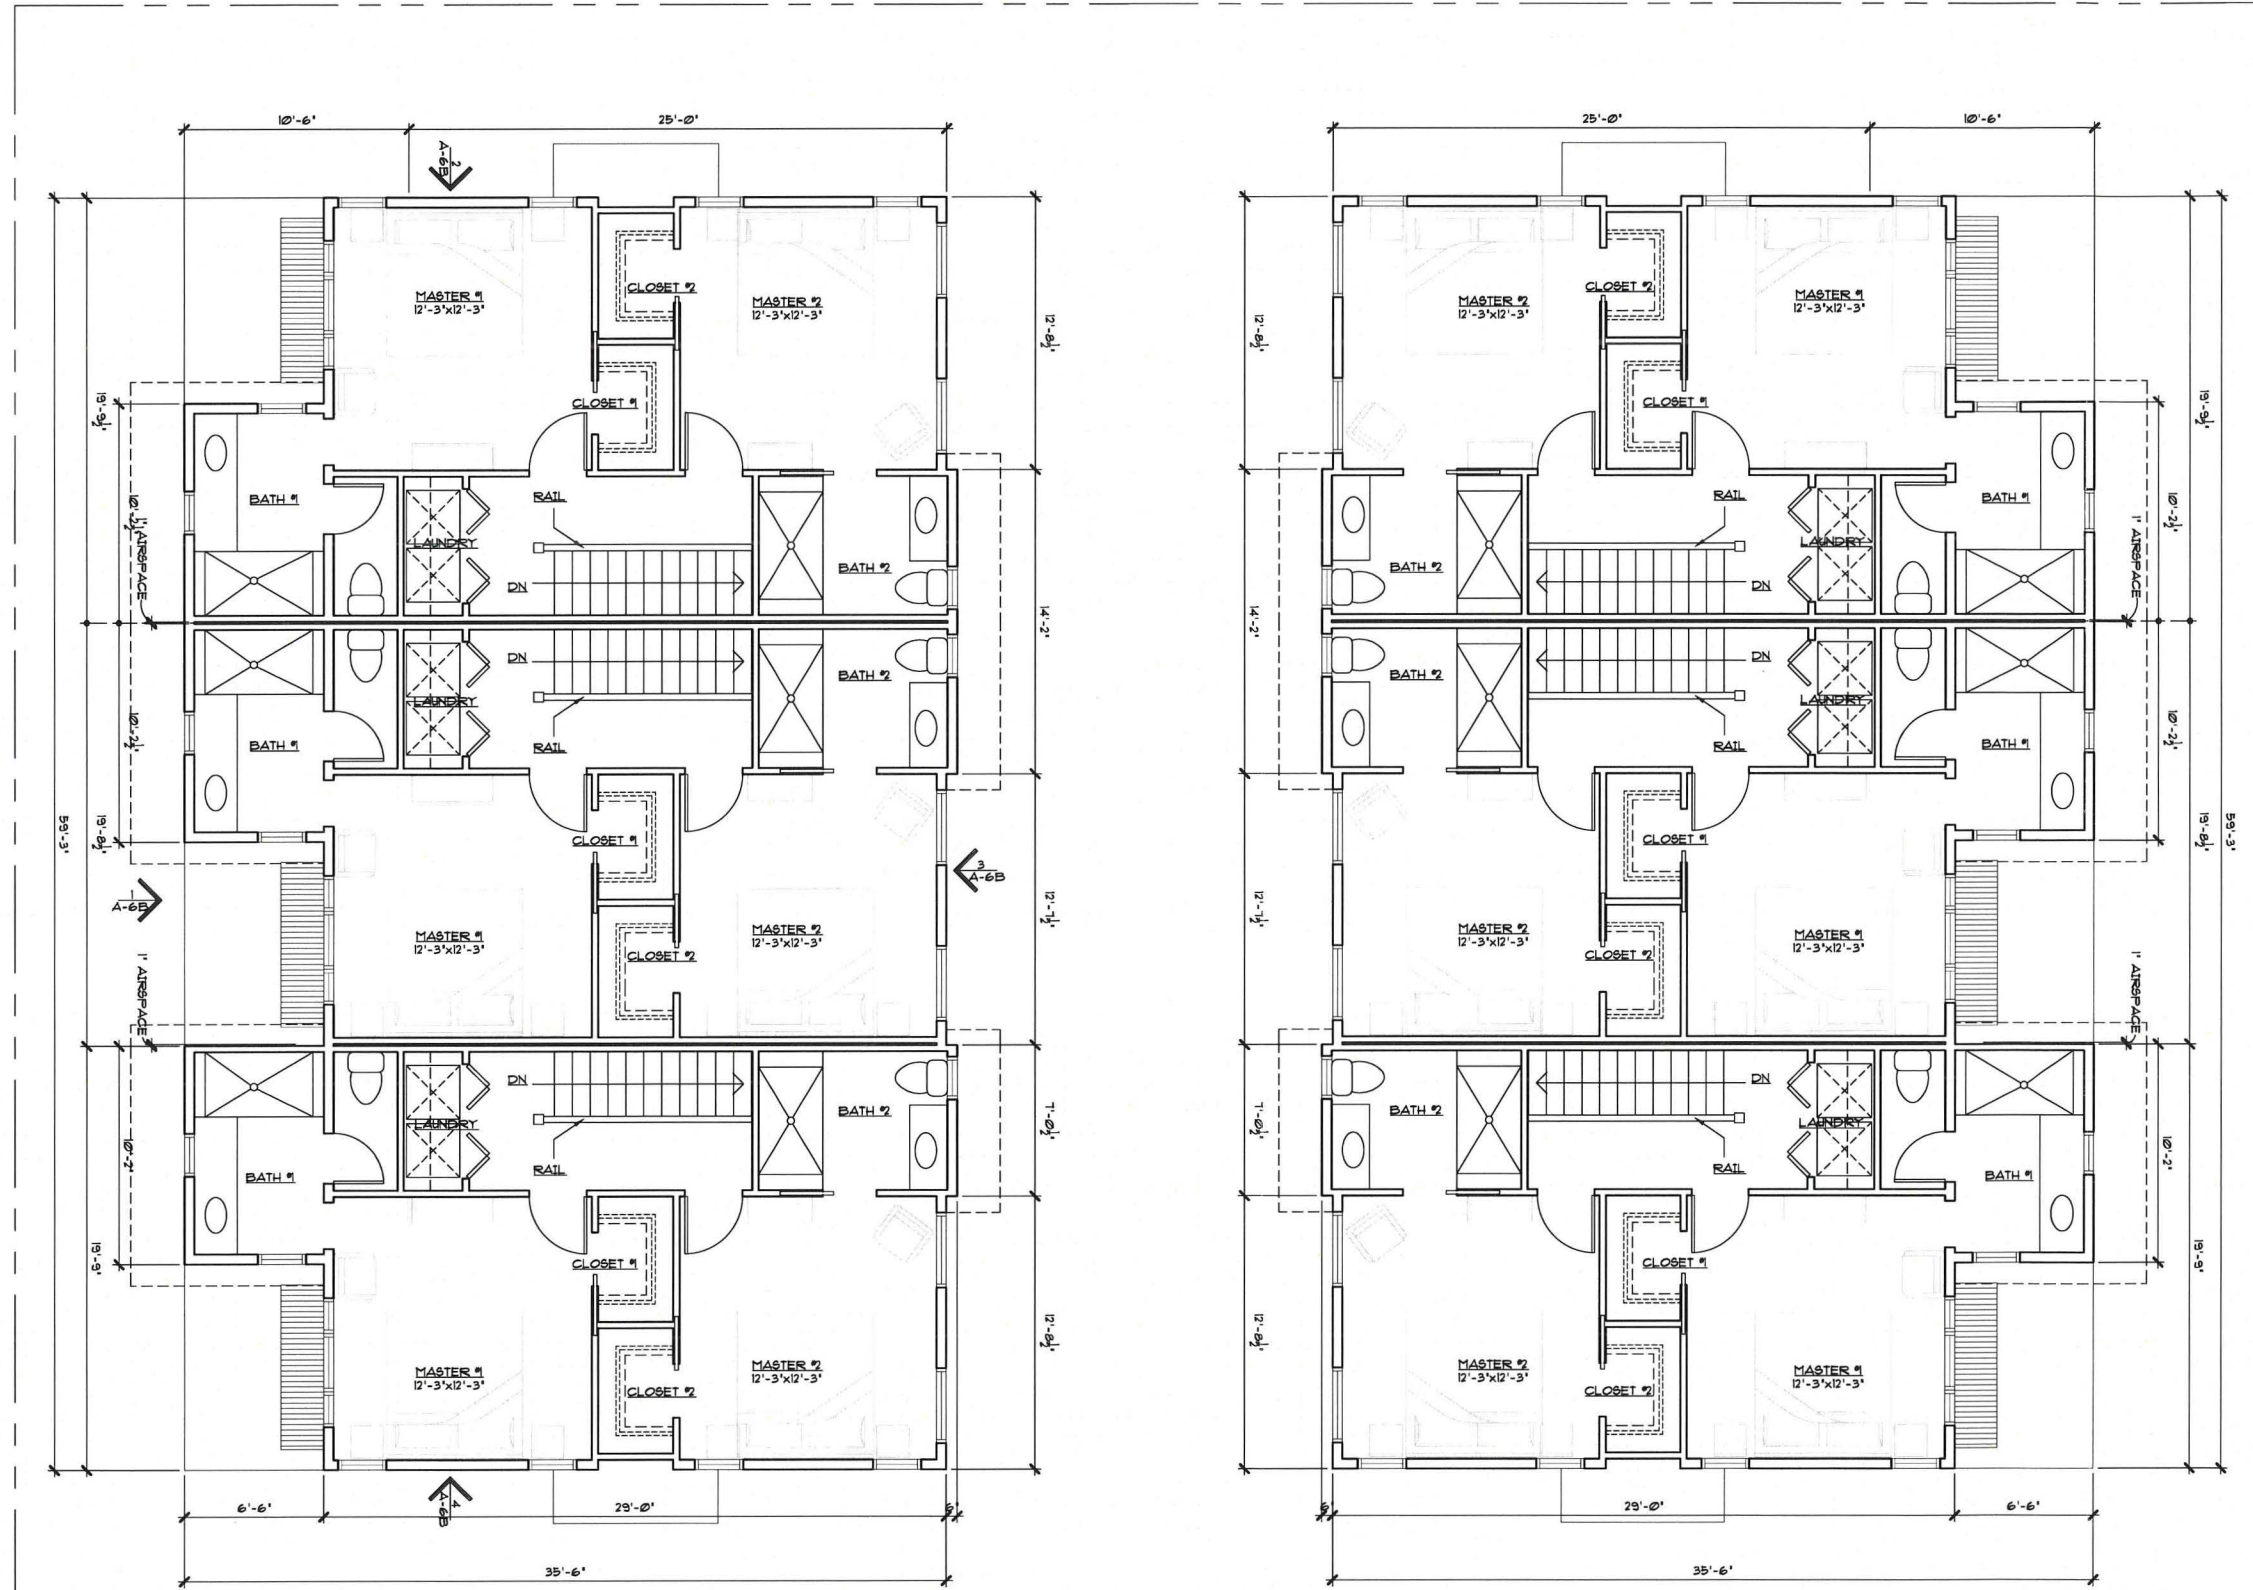 10'-6"
25'-0"
25'-0"
10'-6"
2
A-6B
MASTER #1
12'-3"x12'-3"
CLOSET #2
MASTER #2
12'-3"x12'-3"
12'-8½"
12'-8½"
MASTER #2
12'-3"x12'-3"
CLOSET #2
MASTER #1
12'-3"x12'-3"
CLOSET #1
CLOSET #1
19'-9½"
19'-9½"
BATH #1
RAIL
LAUNDRY
DN
BATH #2
10'-2½"
1" AIRSPACE
14'-2"
14'-2"
BATH #2
RAIL
LAUNDRY
DN
BATH #1
10'-2½"
1" AIRSPACE
BATH #1
LAUNDRY
DN
RAIL
BATH #2
10'-2½"
BATH #2
DN
RAIL
LAUNDRY
BATH #1
10'-2½"
59'-3"
19'-8½"
CLOSET #1
CLOSET #1
19'-8½"
59'-3"
1
A-6B
3
A-6B
MASTER #1
12'-3"x12'-3"
CLOSET #2
MASTER #2
12'-3"x12'-3"
12'-7½"
12'-7½"
MASTER #2
12'-3"x12'-3"
CLOSET #2
MASTER #1
12'-3"x12'-3"
1" AIRSPACE
1" AIRSPACE
BATH #1
LAUNDRY
DN
RAIL
BATH #2
10'-2"
7'-0½"
7'-0½"
BATH #2
DN
RAIL
LAUNDRY
BATH #1
10'-2"
19'-9"
CLOSET #1
CLOSET #1
19'-9"
MASTER #1
12'-3"x12'-3"
CLOSET #2
MASTER #2
12'-3"x12'-3"
12'-8½"
12'-8½"
MASTER #2
12'-3"x12'-3"
CLOSET #2
MASTER #1
12'-3"x12'-3"
4
A-6B
6'-6"
29'-0"
6"
6"
29'-0"
6'-6"
35'-6"
35'-6"